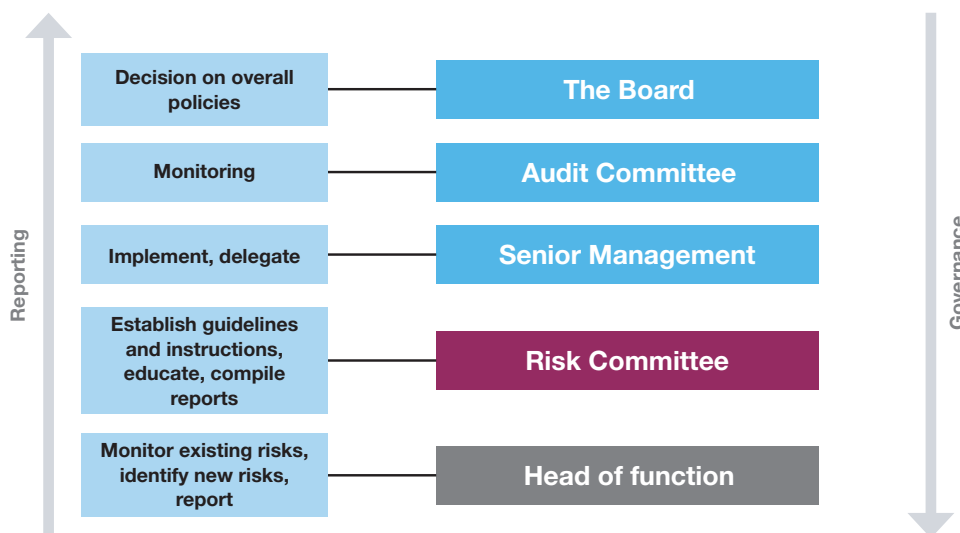 Decision on overall
policies
The Board
Monitoring
Audit Committee
Implement, delegate
Senior Management
Reporting
Governance
Establish guidelines
and instructions,
educate, compile
reports
Risk Committee
Monitor existing risks,
identify new risks,
report
Head of function